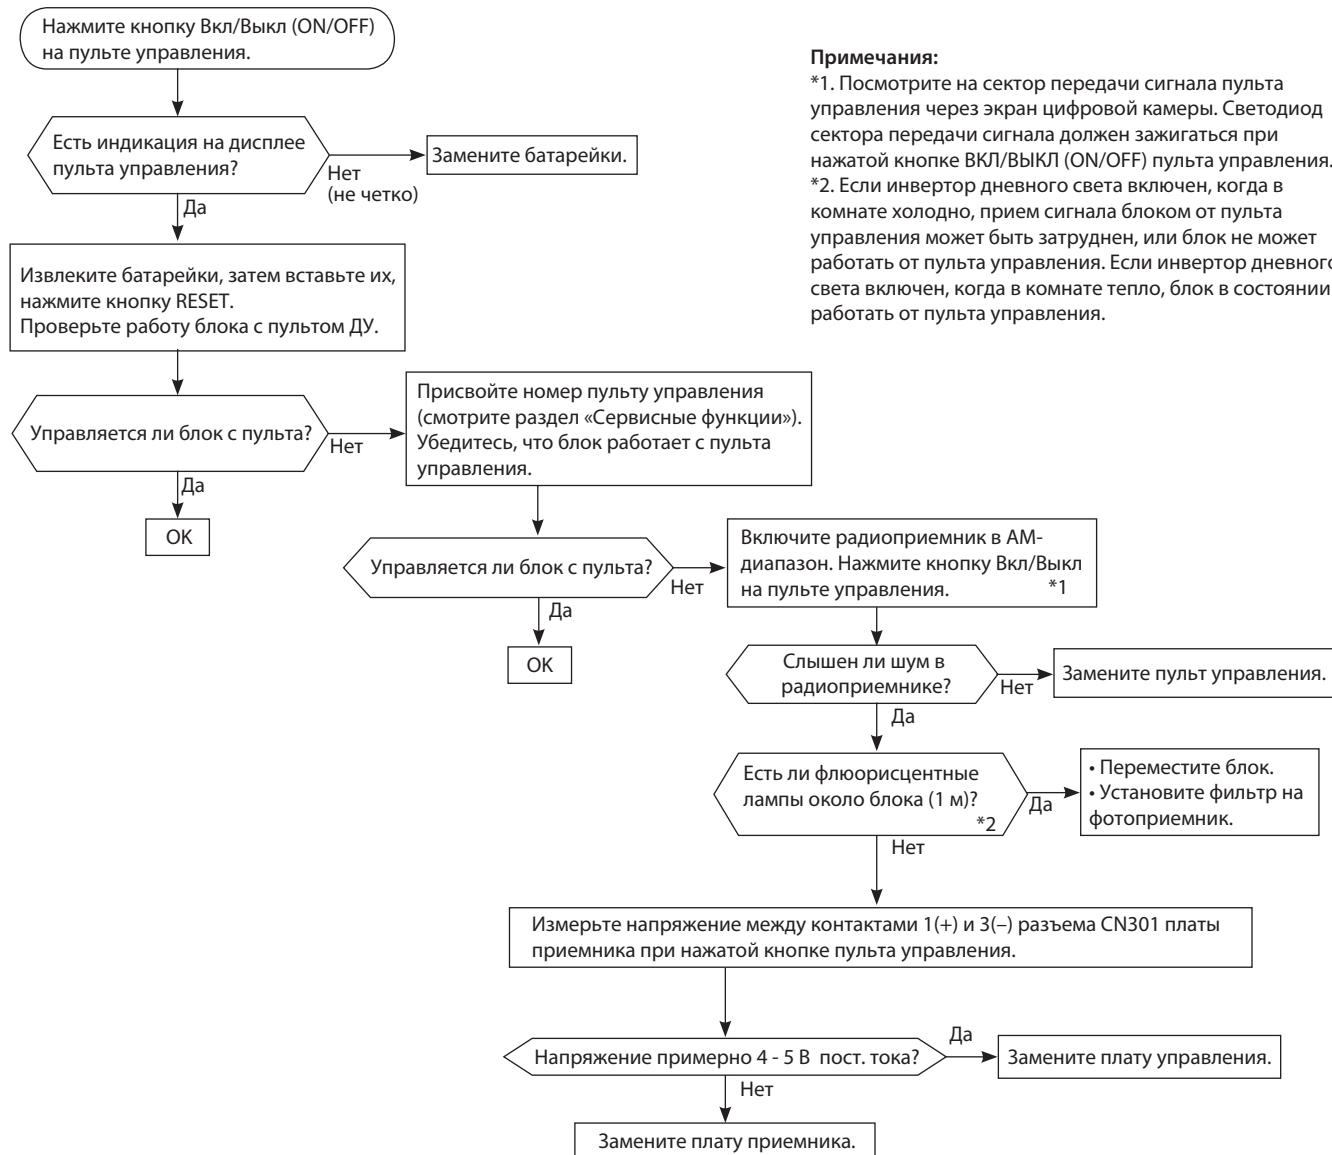 Нажмите кнопку Вкл/Выкл (ON/OFF)
на пульте управления.
Примечания:
*1. Посмотрите на сектор передачи сигнала пульта
управления через экран цифровой камеры. Светодиод
сектора передачи сигнала должен зажигаться при
нажатой кнопке ВКЛ/ВЫКЛ (ON/OFF) пульта управления.
*2. Если инвертор дневного света включен, когда в
комнате холодно, прием сигнала блоком от пульта
управления может быть затруднен, или блок не может
работать от пульта управления. Если инвертор дневного
света включен, когда в комнате тепло, блок в состоянии
работать от пульта управления.
Есть индикация на дисплее
пульта управления?
Нет
(не четко)
Замените батарейки.
Да
Извлеките батарейки, затем вставьте их,
нажмите кнопку RESET.
Проверьте работу блока с пультом ДУ.
Управляется ли блок с пульта?
Нет
Да
OK
Присвойте номер пульту управления
(смотрите раздел «Сервисные функции»).
Убедитесь, что блок работает с пульта
управления.
Управляется ли блок с пульта?
Нет
Да
OK
Включите радиоприемник в АМ-
диапазон. Нажмите кнопку Вкл/Выкл
на пульте управления. *1
Слышен ли шум в
радиоприемнике?
Нет
Замените пульт управления.
Да
Есть ли флюорисцентные
лампы около блока (1 м)?
*2
Да
• Переместите блок.
• Установите фильтр на
фотоприемник.
Нет
Измерьте напряжение между контактами 1(+) и 3(–) разъема CN301 платы
приемника при нажатой кнопке пульта управления.
Напряжение примерно 4 - 5 В пост. тока?
Да
Замените плату управления.
Нет
Замените плату приемника.